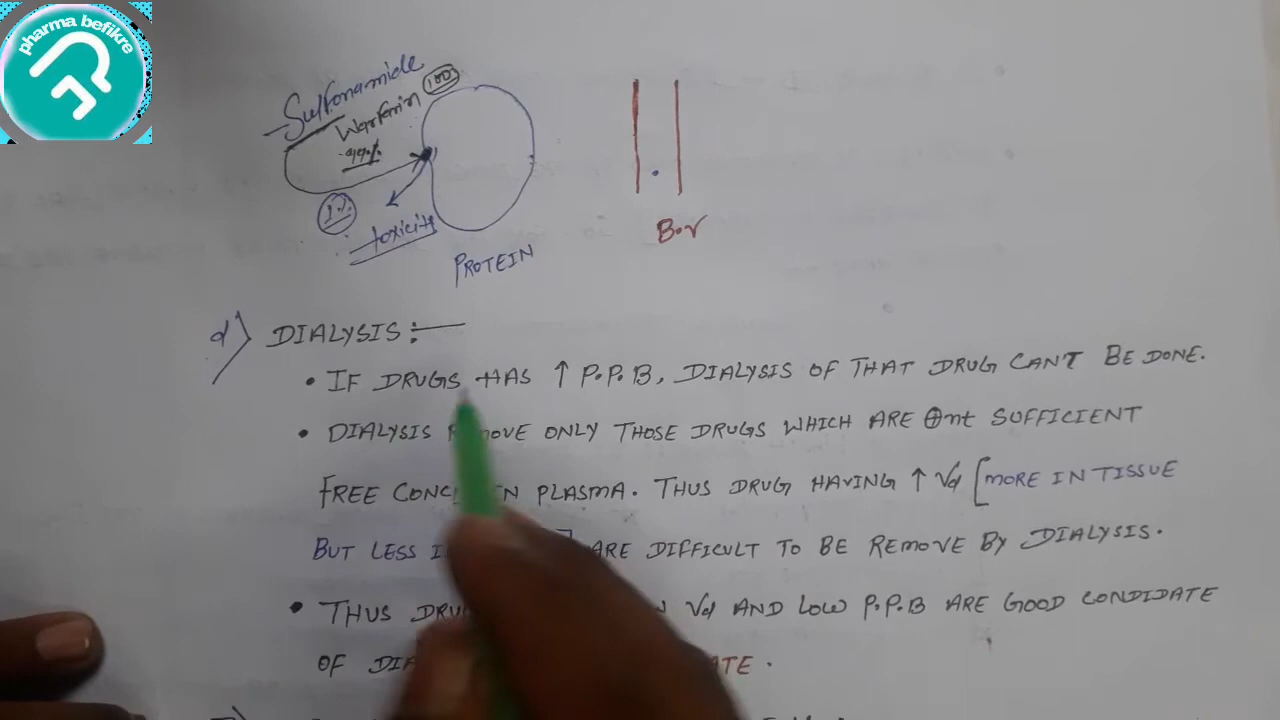 pharma befikre
Sulfonamide
Warfarin 100
99%
1%
toxicity
PROTEIN
B.V
d) DIALYSIS :-
• IF DRUGS HAS ↑ P.P.B, DIALYSIS OF THAT DRUG CAN'T BE DONE.
• DIALYSIS REMOVE ONLY THOSE DRUGS WHICH ARE ⊕nt SUFFICIENT
FREE CONC IN PLASMA. THUS DRUG HAVING ↑ Vd [MORE IN TISSUE
BUT LESS ] ARE DIFFICULT TO BE REMOVE BY DIALYSIS.
• THUS Vd AND LOW P.P.B ARE GOOD CONDIDATE
OF